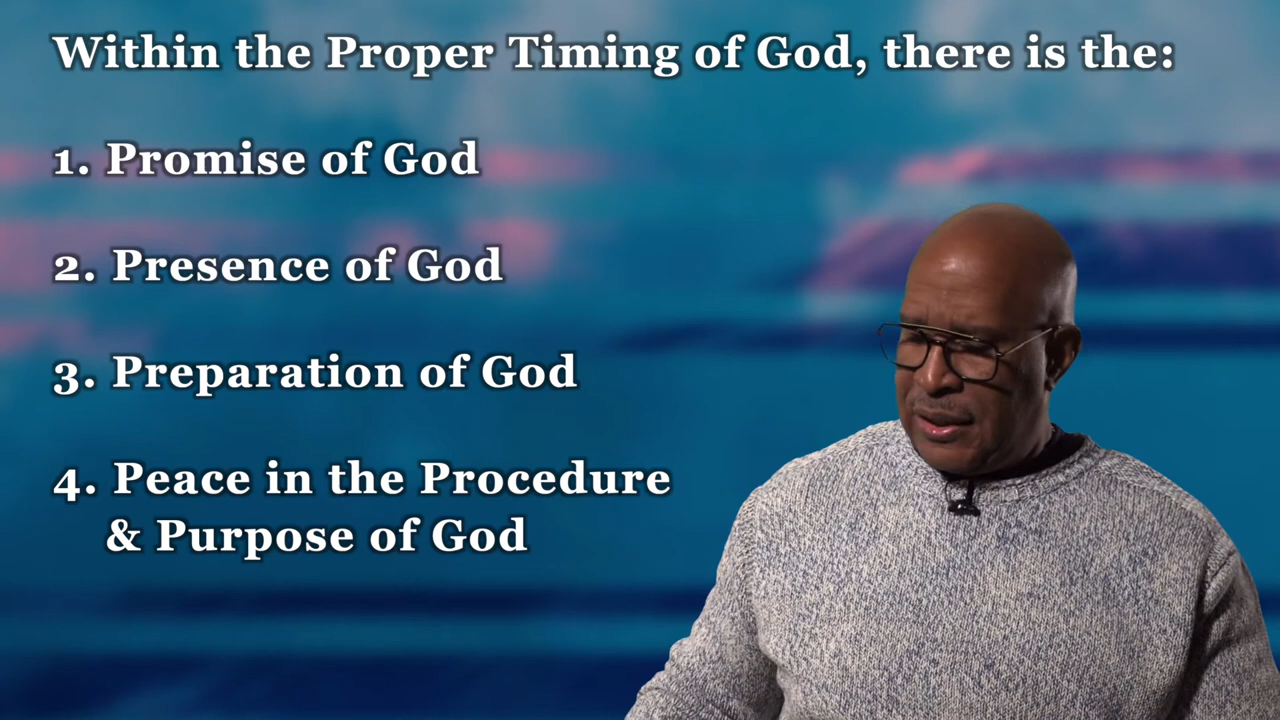 Within the Proper Timing of God, there is the:
1. Promise of God
2. Presence of God
3. Preparation of God
4. Peace in the Procedure
& Purpose of God